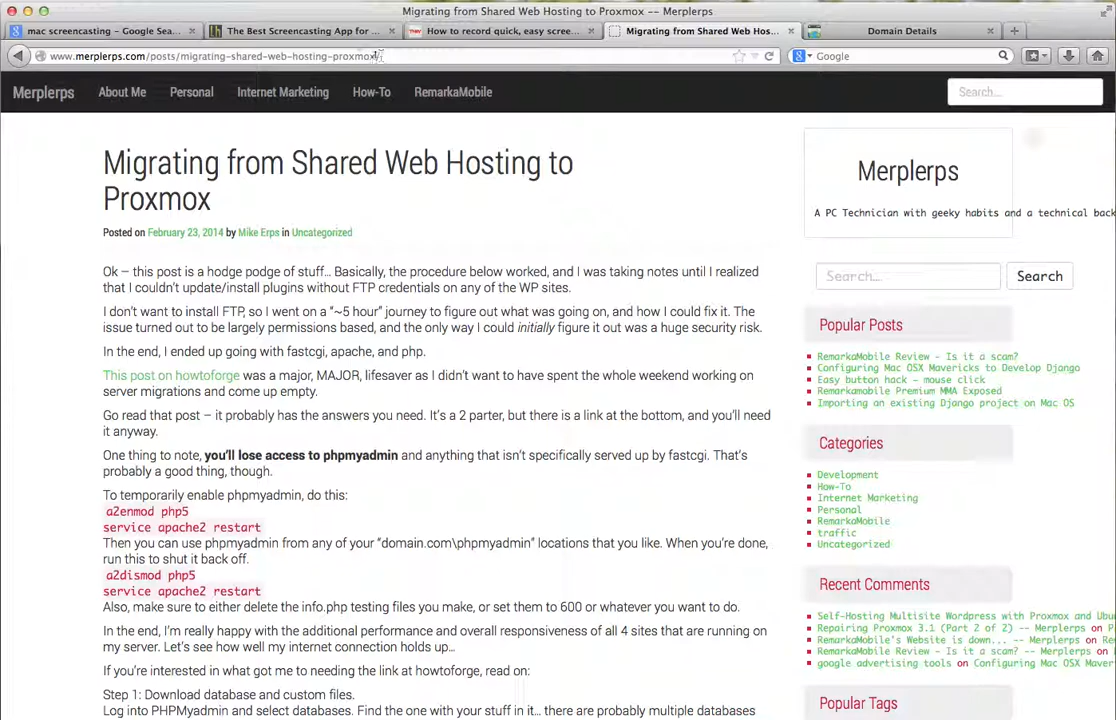 Migrating from Shared Web Hosting to Proxmox -- Merplerps
mac screencasting - Google Sea...
The Best Screencasting App for ...
How to record quick, easy scree...
Migrating from Shared Web Hos...
Domain Details
www.merplerps.com/posts/migrating-shared-web-hosting-proxmox/
Google
Merplerps
About Me
Personal
Internet Marketing
How-To
RemarkaMobile
Search...
Migrating from Shared Web Hosting to
Proxmox
Posted on February 23, 2014 by Mike Erps in Uncategorized
Ok – this post is a hodge podge of stuff... Basically, the procedure below worked, and I was taking notes until I realized
that I couldn't update/install plugins without FTP credentials on any of the WP sites.
I don't want to install FTP, so I went on a "~5 hour" journey to figure out what was going on, and how I could fix it. The
issue turned out to be largely permissions based, and the only way I could initially figure it out was a huge security risk.
In the end, I ended up going with fastcgi, apache, and php.
This post on howtoforge was a major, MAJOR, lifesaver as I didn't want to have spent the whole weekend working on
server migrations and come up empty.
Go read that post – it probably has the answers you need. It's a 2 parter, but there is a link at the bottom, and you'll need
it anyway.
One thing to note, you'll lose access to phpmyadmin and anything that isn't specifically served up by fastcgi. That's
probably a good thing, though.
To temporarily enable phpmyadmin, do this:
a2enmod php5
service apache2 restart
Then you can use phpmyadmin from any of your "domain.com\phpmyadmin" locations that you like. When you're done,
run this to shut it back off.
a2dismod php5
service apache2 restart
Also, make sure to either delete the info.php testing files you make, or set them to 600 or whatever you want to do.
In the end, I'm really happy with the additional performance and overall responsiveness of all 4 sites that are running on
my server. Let's see how well my internet connection holds up...
If you're interested in what got me to needing the link at howtoforge, read on:
Step 1: Download database and custom files.
Log into PHPMyadmin and select databases. Find the one with your stuff in it... there are probably multiple databases
Merplerps
A PC Technician with geeky habits and a technical back
Search...
Search
Popular Posts
RemarkaMobile Review - Is it a scam?
Configuring Mac OSX Mavericks to Develop Django
Easy button hack - mouse click
Remarkamobile Premium MMA Exposed
Importing an existing Django project on Mac OS
Categories
Development
How-To
Internet Marketing
Personal
RemarkaMobile
traffic
Uncategorized
Recent Comments
Self-Hosting Multisite Wordpress with Proxmox and Ubu
Repairing Proxmox 3.1 (Part 2 of 2) -- Merplerps on P
RemarkaMobile's Website is down... -- Merplerps on Re
RemarkaMobile Review - Is it a scam? -- Merplerps on
google advertising tools on Configuring Mac OSX Maver
Popular Tags